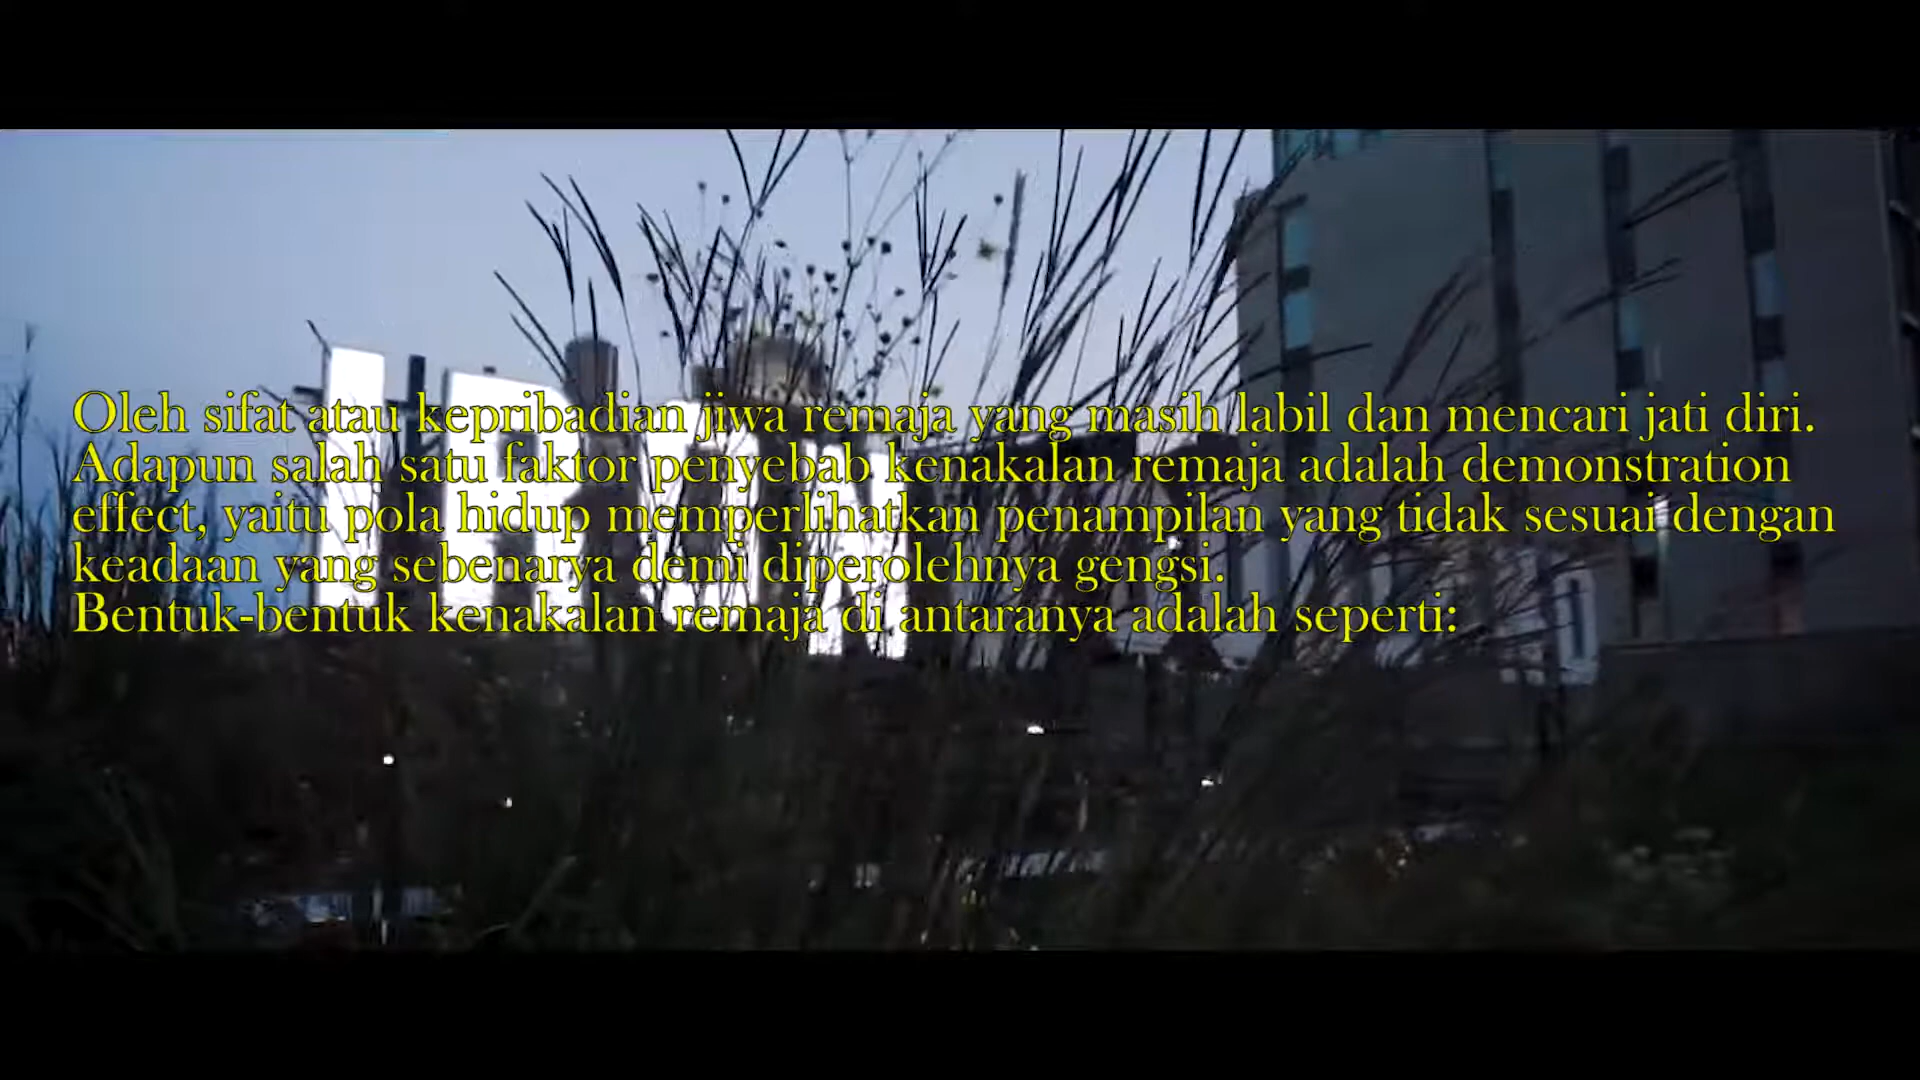 Oleh sifat atau kepribadian jiwa remaja yang masih labil dan mencari jati diri.
Adapun salah satu faktor penyebab kenakalan remaja adalah demonstration
effect, yaitu pola hidup memperlihatkan penampilan yang tidak sesuai dengan
keadaan yang sebenarya demi diperolehnya gengsi.
Bentuk-bentuk kenakalan remaja di antaranya adalah seperti: